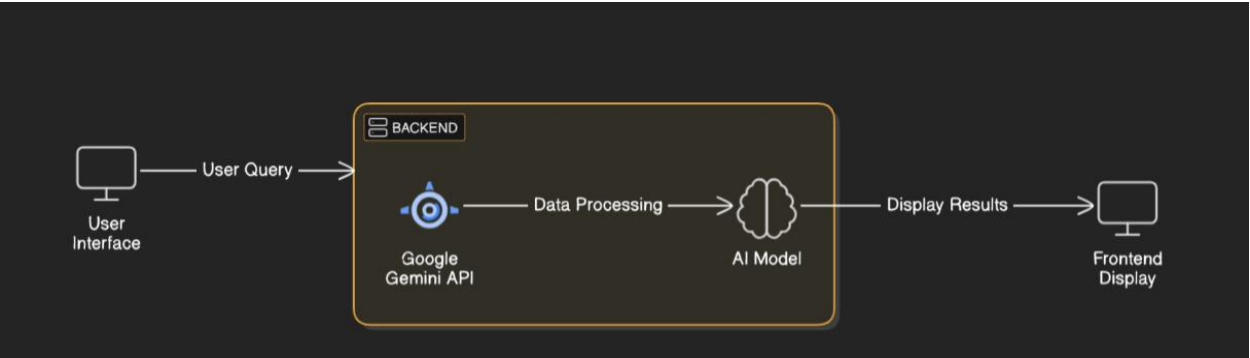 BACKEND
User Query
User
Interface
Data Processing
Google
Gemini API
AI Model
Display Results
Frontend
Display